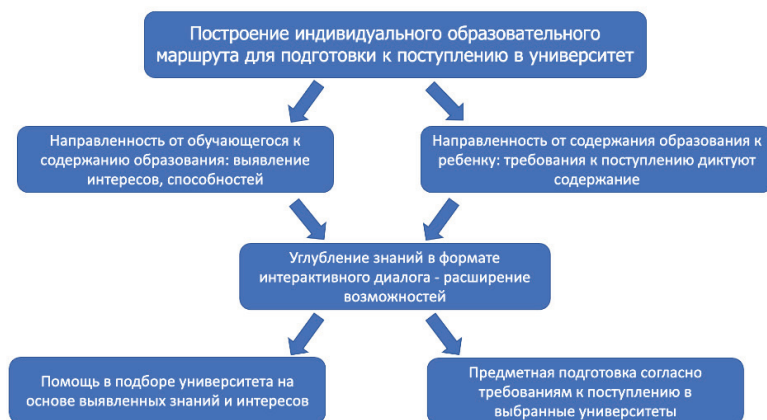 Построение индивидуального образовательного
маршрута для подготовки к поступлению в университет
Направленность от обучающегося к
содержанию образования: выявление
интересов, способностей
Направленность от содержания образования к
ребенку: требования к поступлению диктуют
содержание
Углубление знаний в формате
интерактивного диалога - расширение
возможностей
Помощь в подборе университета на
основе выявленных знаний и интересов
Предметная подготовка согласно
требованиям к поступлению в
выбранные университеты